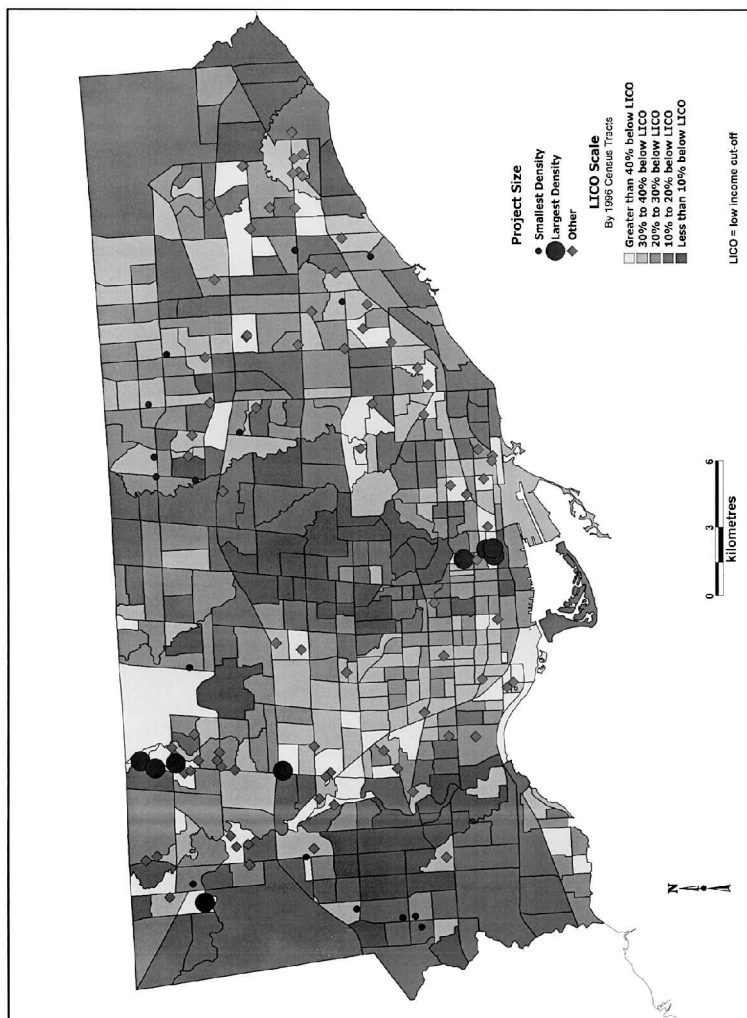 Project Size
Smallest Density
Largest Density
Other
LICO Scale
By 1996 Census Tracts
Greater than 40% below LICO
30% to 40% below LICO
20% to 30% below LICO
10% to 20% below LICO
Less than 10% below LICO
LICO = low income cut-off
0 3 6
kilometres
N